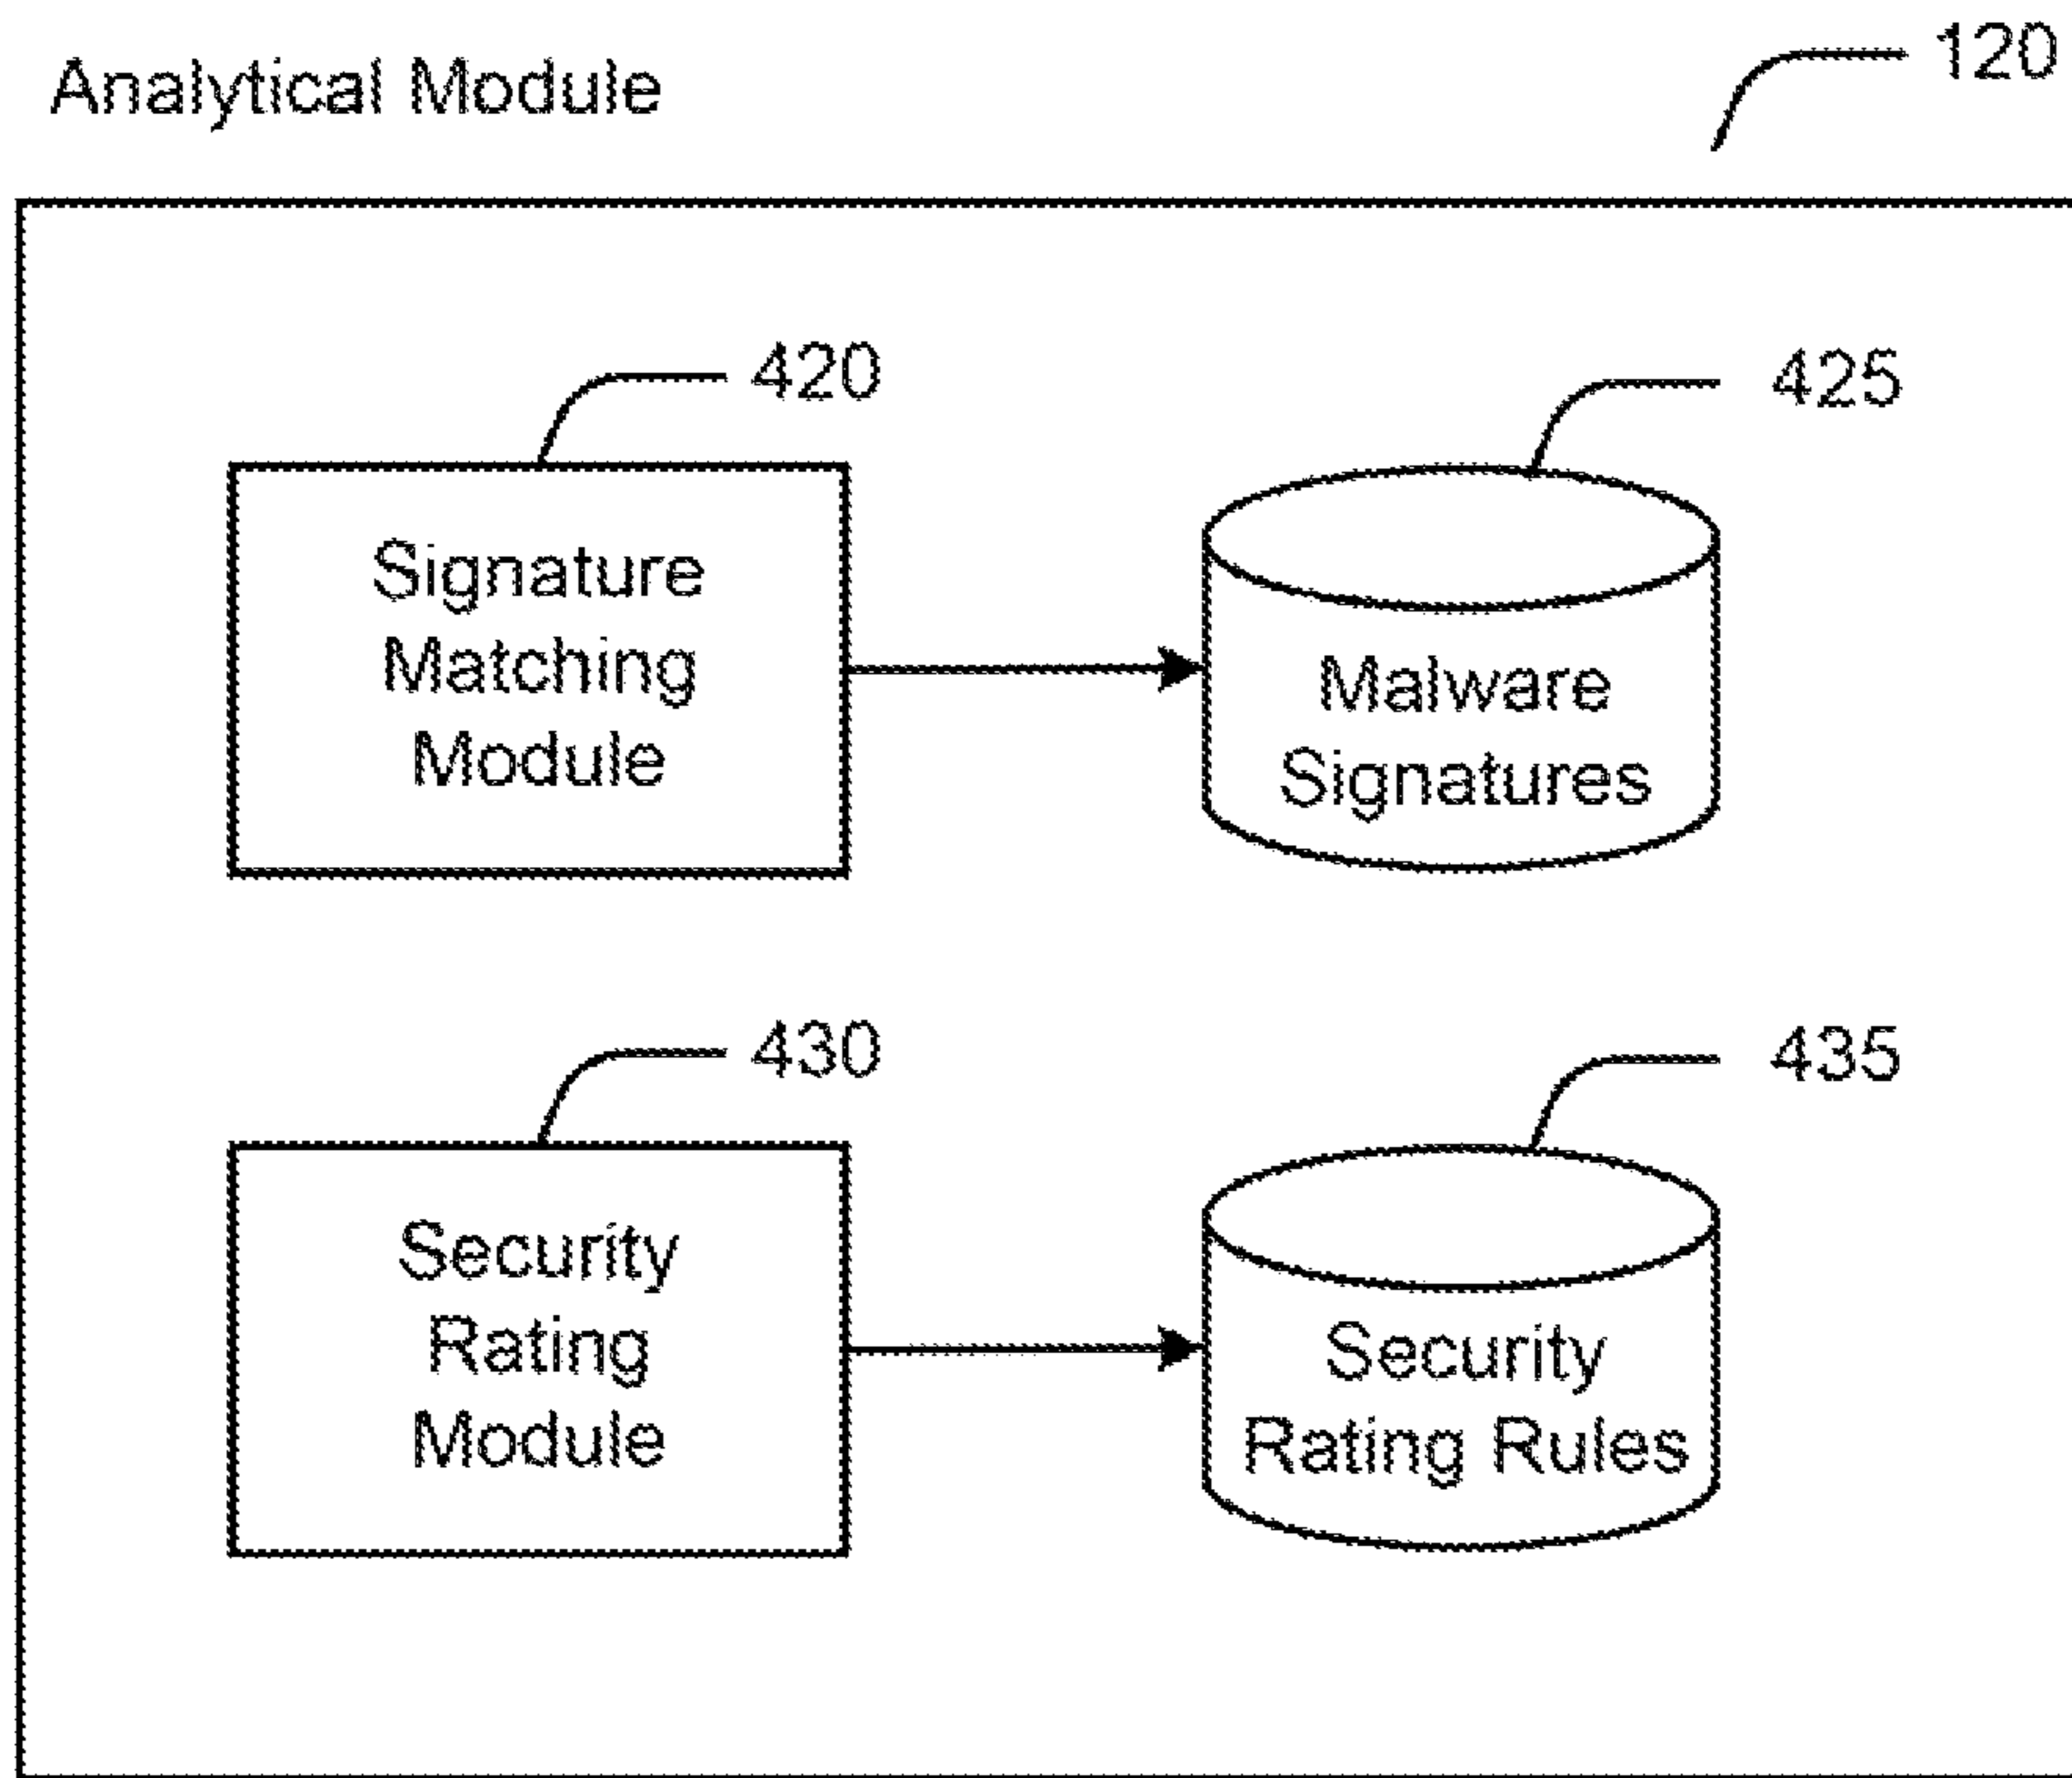 Analytical Module
120
420
425
Signature
Matching
Module
Malware
Signatures
430
435
Security
Rating
Module
Security
Rating Rules